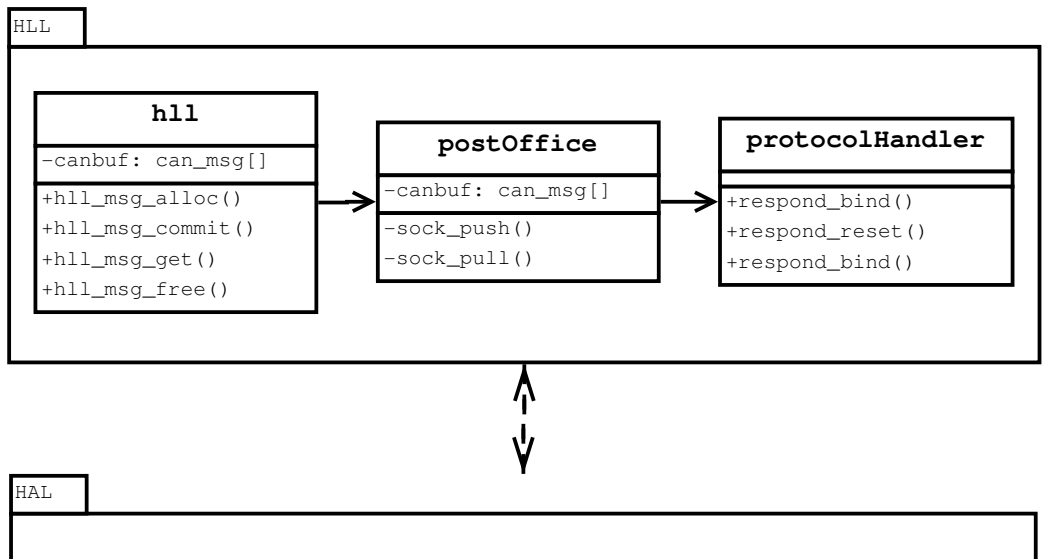 HLL
hll
-canbuf: can_msg[]
+hll_msg_alloc()
+hll_msg_commit()
+hll_msg_get()
+hll_msg_free()
postOffice
-canbuf: can_msg[]
-sock_push()
-sock_pull()
protocolHandler
+respond_bind()
+respond_reset()
+respond_bind()
HAL